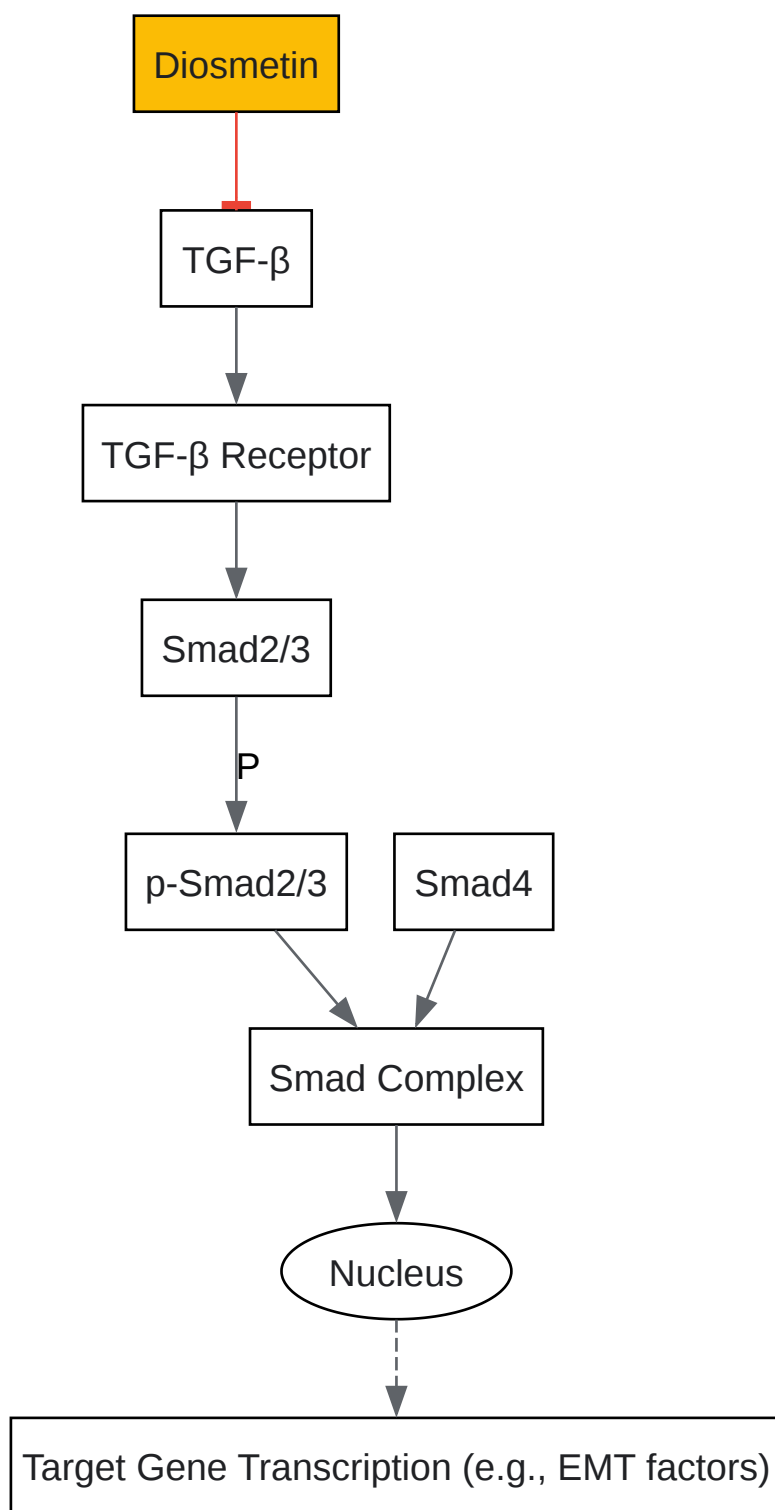 Diosmetin
TGF-β
TGF-β Receptor
Smad2/3
P
p-Smad2/3
Smad4
Smad Complex
Nucleus
Target Gene Transcription (e.g., EMT factors)